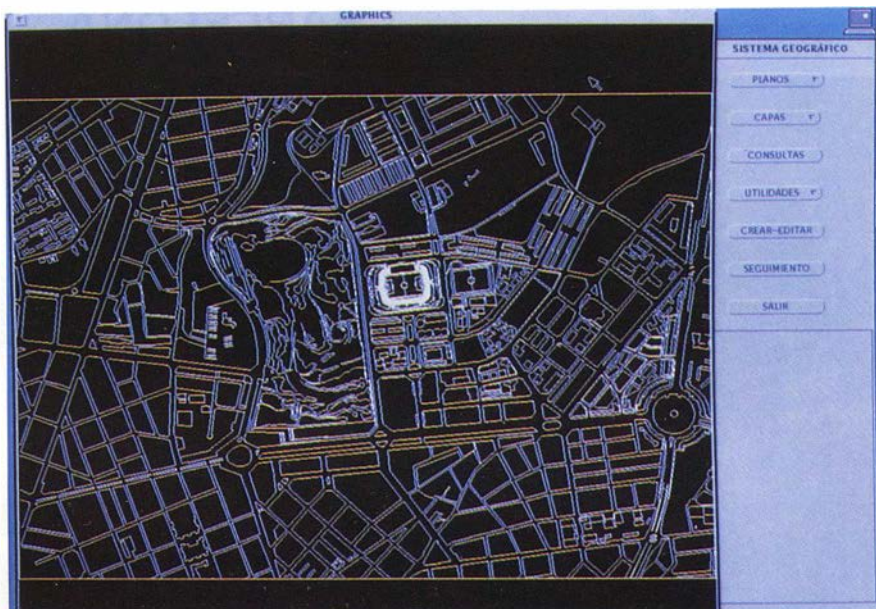 GRAPHICS
SISTEMA GEOGRÁFICO
PLANOS
CAPAS
CONSULTAS
UTILIDADES
CREAR-EDITAR
SEGUIMIENTO
SALIR